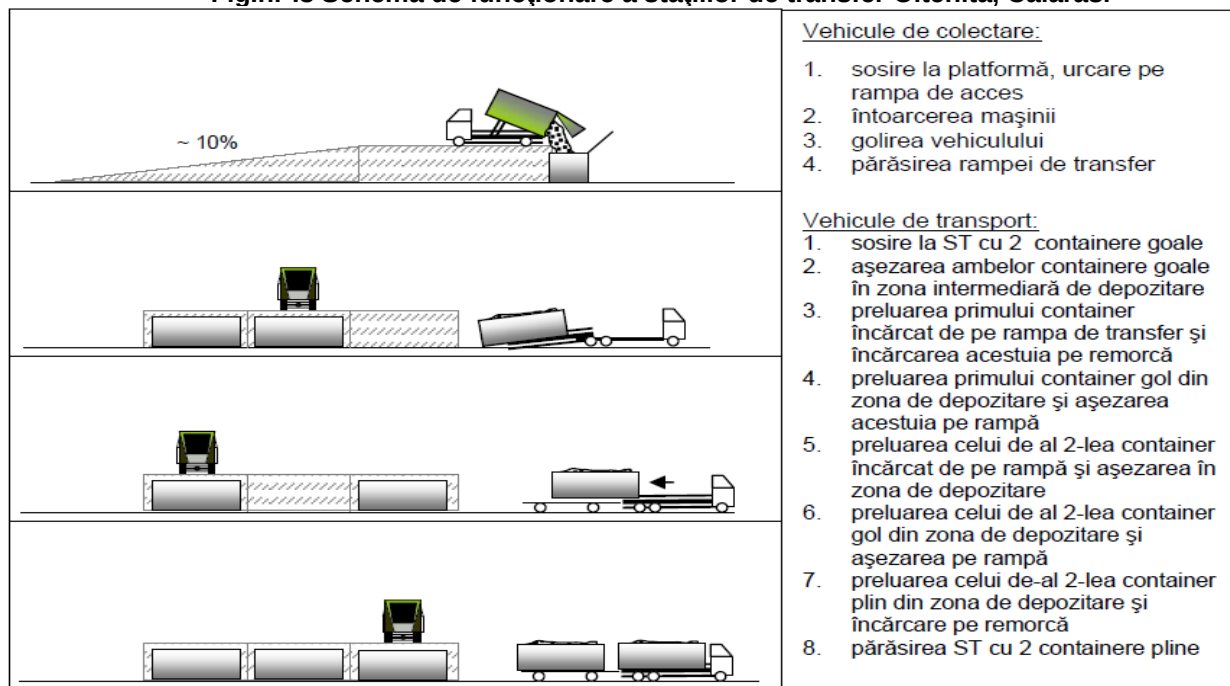 Schema de funcţionare a staţiilor de transfer
~ 10%
Vehicule de colectare:
1. sosire la platformă, urcare pe
rampa de acces
2. întoarcerea maşinii
3. golirea vehiculului
4. părăsirea rampei de transfer
Vehicule de transport:
1. sosire la ST cu 2 containere goale
2. aşezarea ambelor containere goale
în zona intermediară de depozitare
3. preluarea primului container
încărcat de pe rampa de transfer şi
încărcarea acestuia pe remorcă
4. preluarea primului container gol din
zona de depozitare şi aşezarea
acestuia pe rampă
5. preluarea celui de al 2-lea container
încărcat de pe rampă şi aşezarea în
zona de depozitare
6. preluarea celui de al 2-lea container
gol din zona de depozitare şi
aşezarea pe rampă
7. preluarea celui de-al 2-lea container
plin din zona de depozitare şi
încărcare pe remorcă
8. părăsirea ST cu 2 containere pline